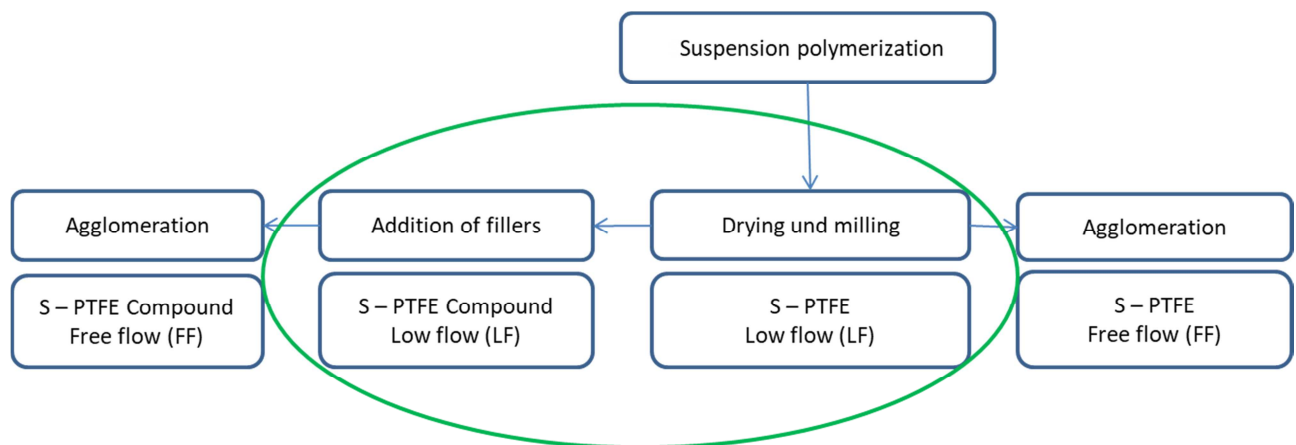 Suspension polymerization
Agglomeration
Addition of fillers
Drying und milling
Agglomeration
S – PTFE Compound
Free flow (FF)
S – PTFE Compound
Low flow (LF)
S – PTFE
Low flow (LF)
S – PTFE
Free flow (FF)